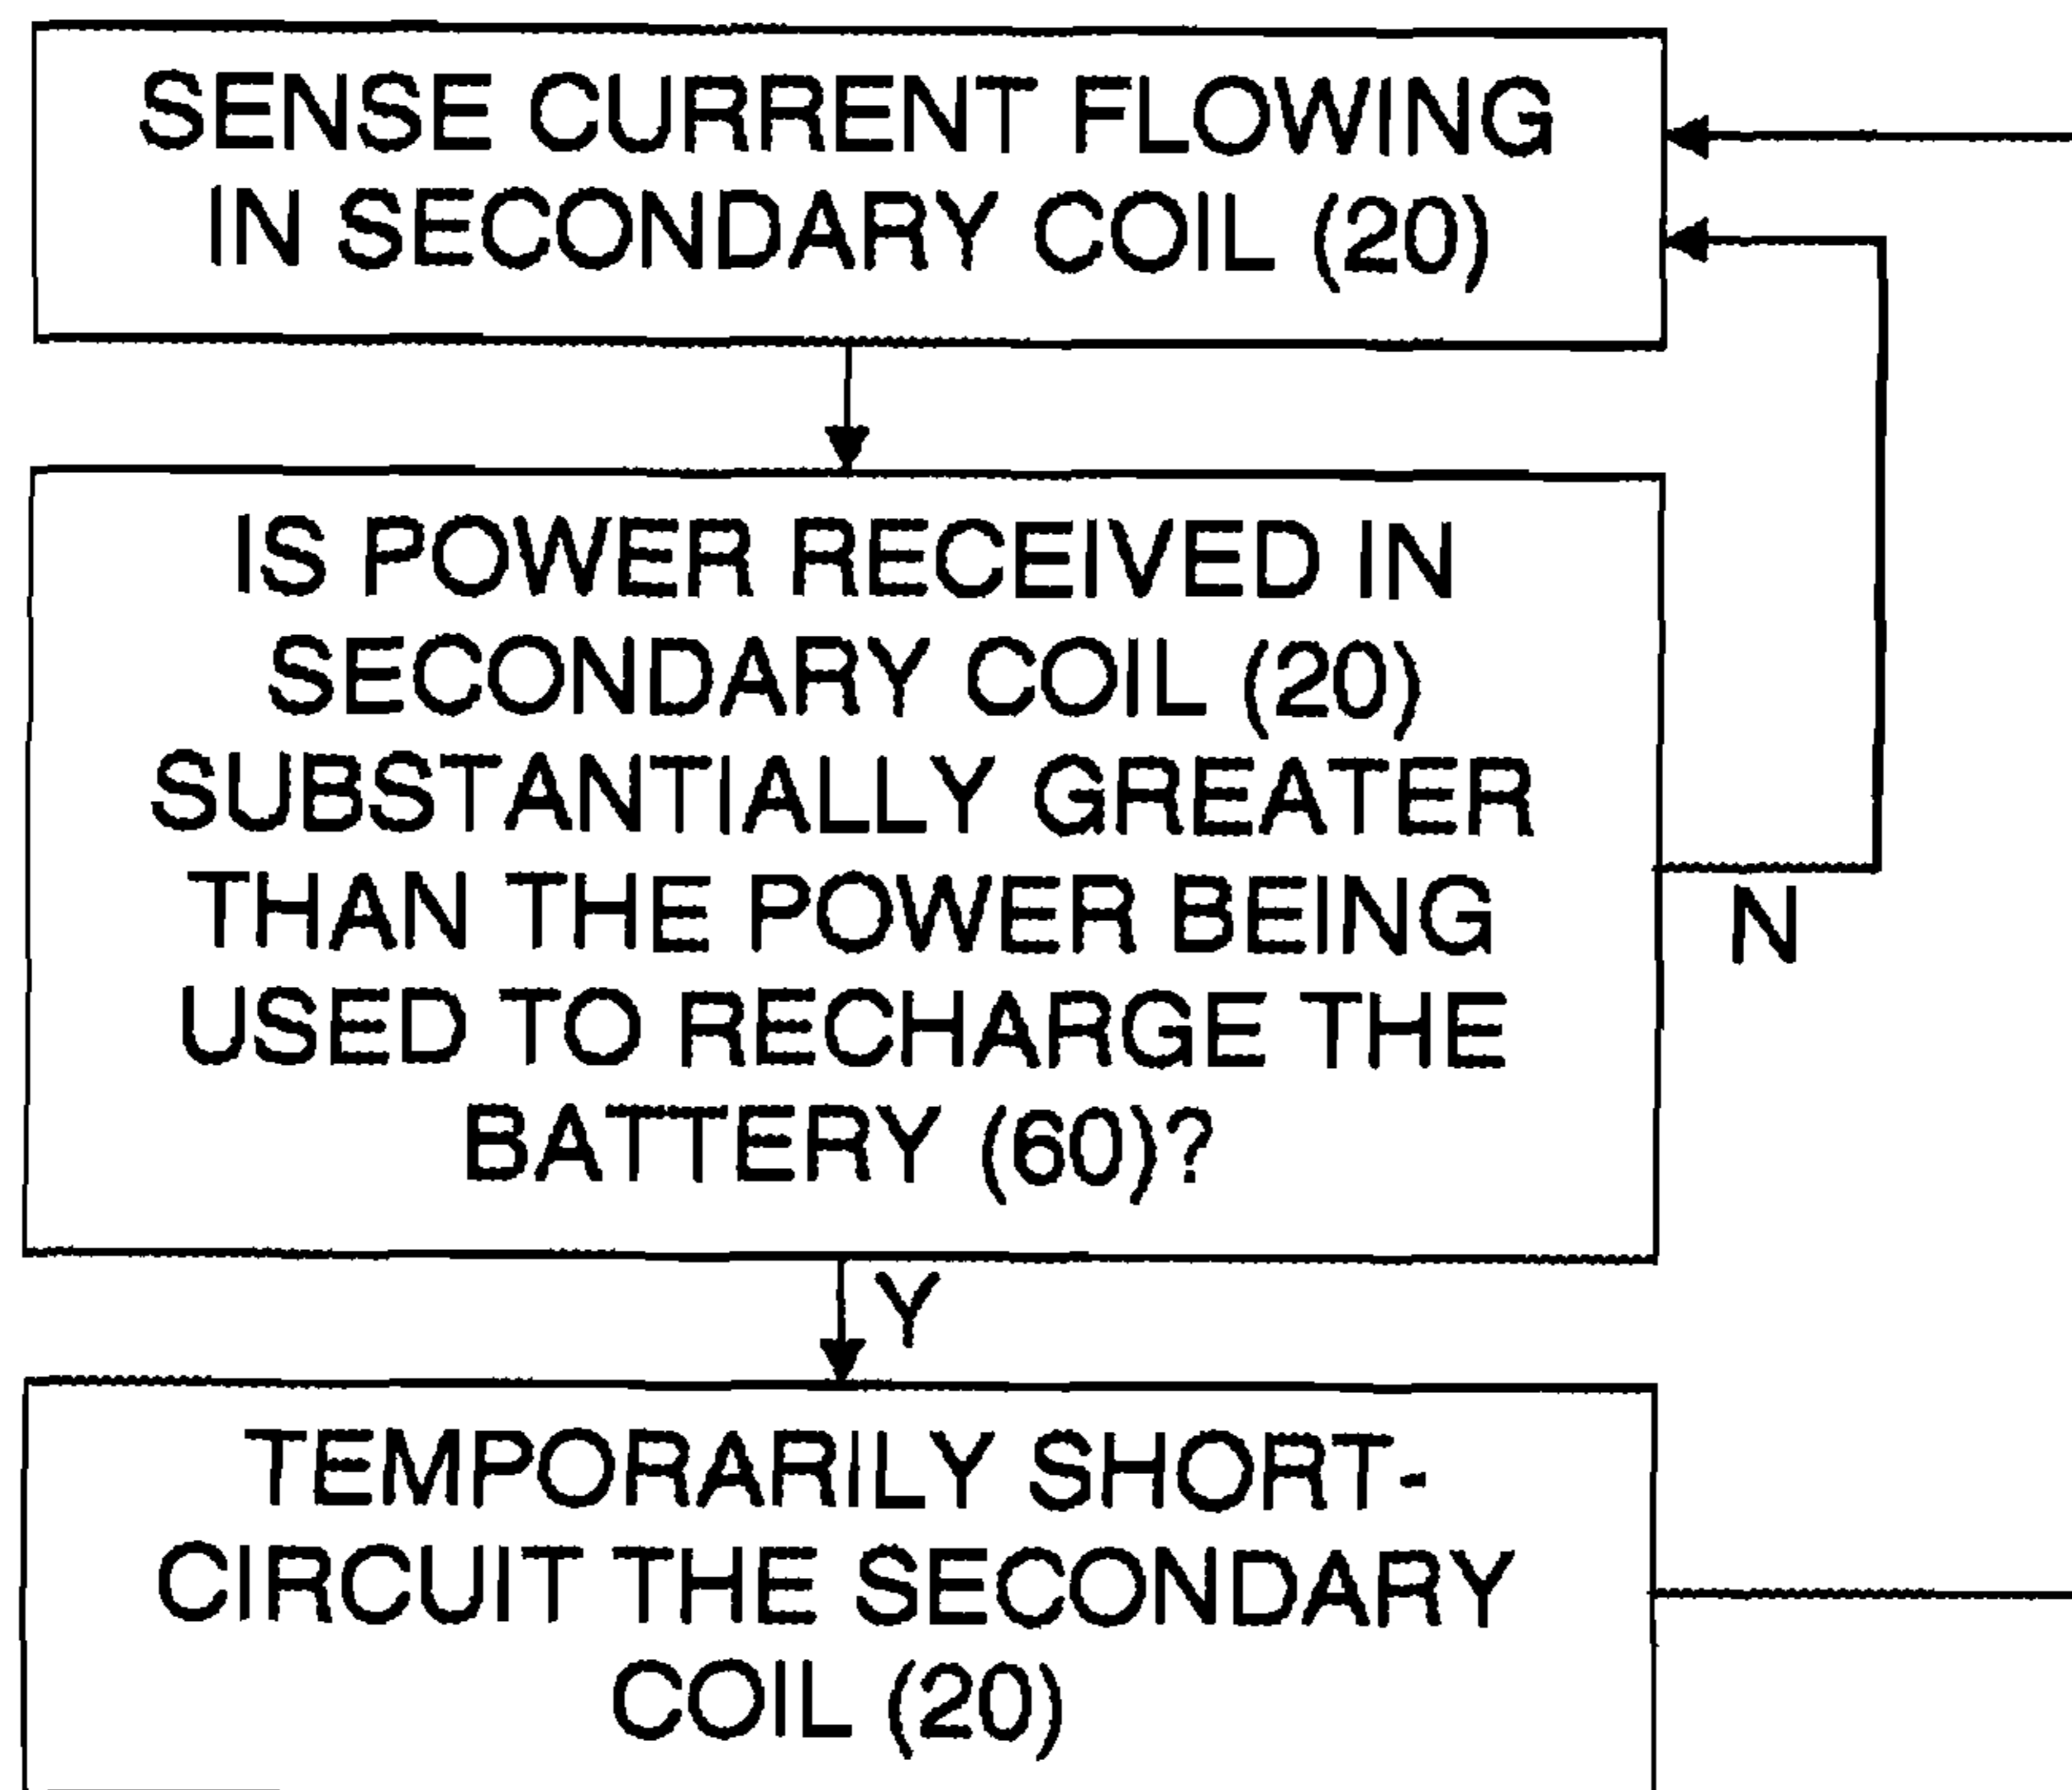 SENSE CURRENT FLOWING
IN SECONDARY COIL (20)
IS POWER RECEIVED IN
SECONDARY COIL (20)
SUBSTANTIALLY GREATER
THAN THE POWER BEING
USED TO RECHARGE THE
BATTERY (60)?
N
Y
TEMPORARILY SHORT-
CIRCUIT THE SECONDARY
COIL (20)